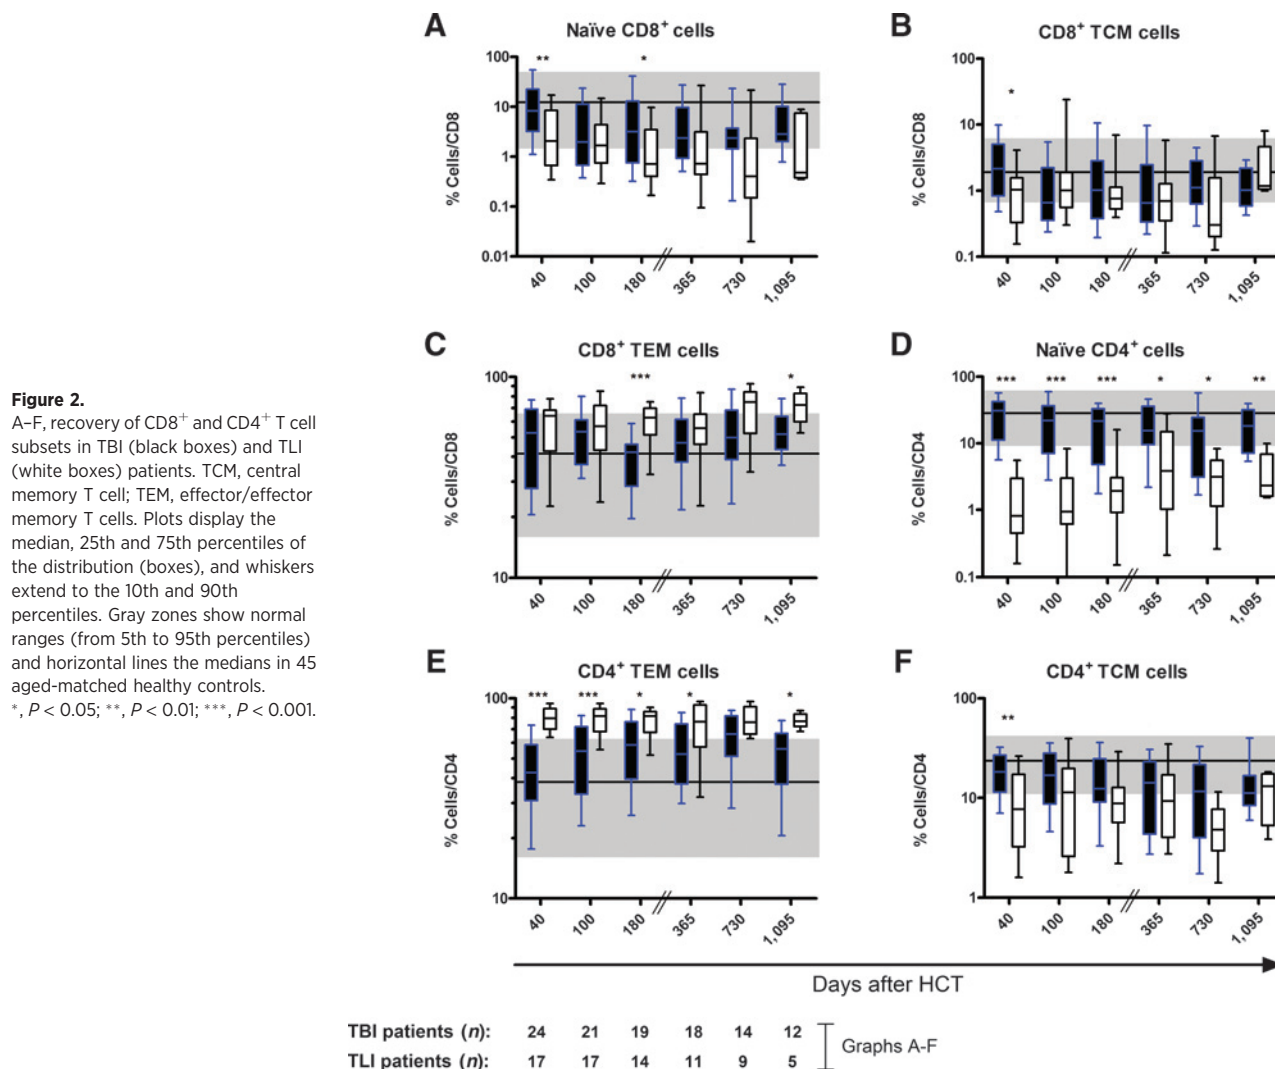 Figure 2.
A–F, recovery of CD8+ and CD4+ T cell
subsets in TBI (black boxes) and TLI
(white boxes) patients. TCM, central
memory T cell; TEM, effector/effector
memory T cells. Plots display the
median, 25th and 75th percentiles of
the distribution (boxes), and whiskers
extend to the 10th and 90th
percentiles. Gray zones show normal
ranges (from 5th to 95th percentiles)
and horizontal lines the medians in 45
aged-matched healthy controls.
*, P < 0.05; **, P < 0.01; ***, P < 0.001.
A
Naïve CD8+ cells
% Cells/CD8
100
10
1
0.1
0.01
** *
40 100 180 365 730 1,095
B
CD8+ TCM cells
% Cells/CD8
100
10
1
0.1
*
40 100 180 365 730 1,095
C
CD8+ TEM cells
% Cells/CD8
100
10
*** *
40 100 180 365 730 1,095
D
Naïve CD4+ cells
% Cells/CD4
100
10
1
0.1
*** *** *** * * **
40 100 180 365 730 1,095
E
CD4+ TEM cells
% Cells/CD4
100
10
*** *** * * *
40 100 180 365 730 1,095
F
CD4+ TCM cells
% Cells/CD4
100
10
1
**
40 100 180 365 730 1,095
Days after HCT
TBI patients (n): 24 21 19 18 14 12
TLI patients (n): 17 17 14 11 9 5
Graphs A-F